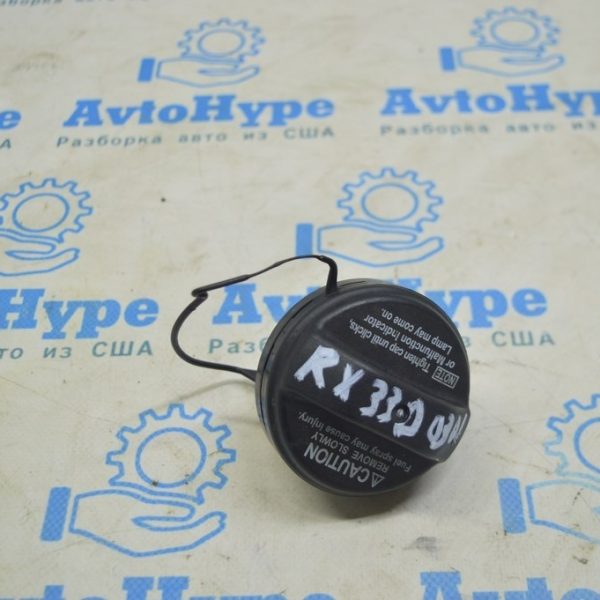 AvtoHype
Разборка авто из США
AvtoHype
Разборка авто из США
Hype
из США
AvtoHype
Разборка
NOTE
Tighten cap until clicks,
or Malfunction Indicator
Lamp may come on.
RX 330
⚠CAUTION
REMOVE SLOWLY
Fuel spray may cause injury.
AvtoHype
Разборка авто из США